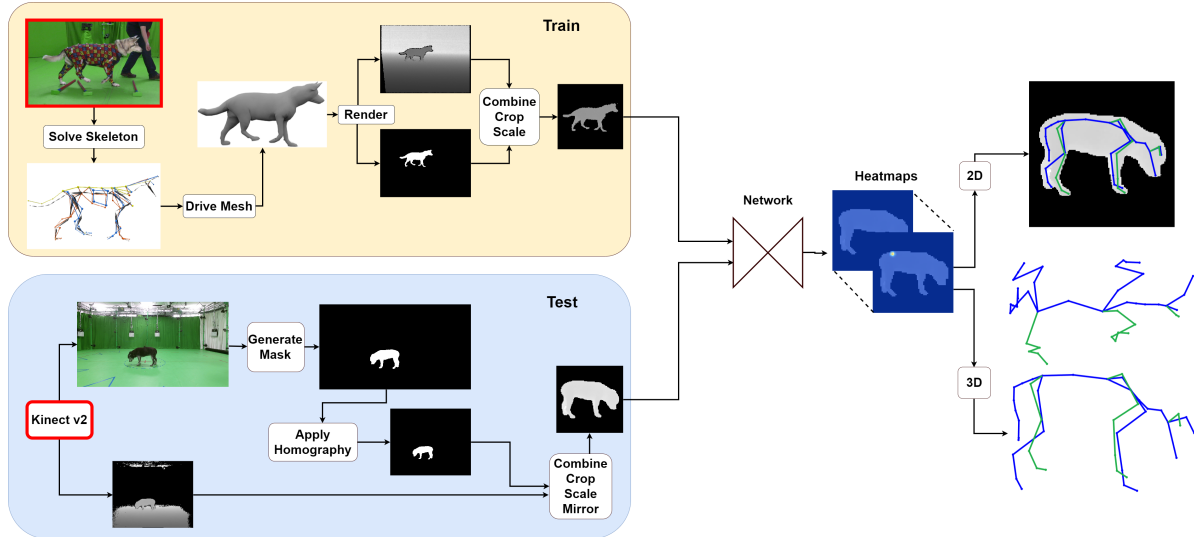 Train
Solve Skeleton
Drive Mesh
Render
Combine
Crop
Scale
Test
Kinect v2
Generate
Mask
Apply
Homography
Combine
Crop
Scale
Mirror
Network
Heatmaps
2D
3D